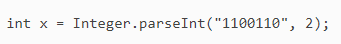 int x = Integer.parseInt("1100110", 2);